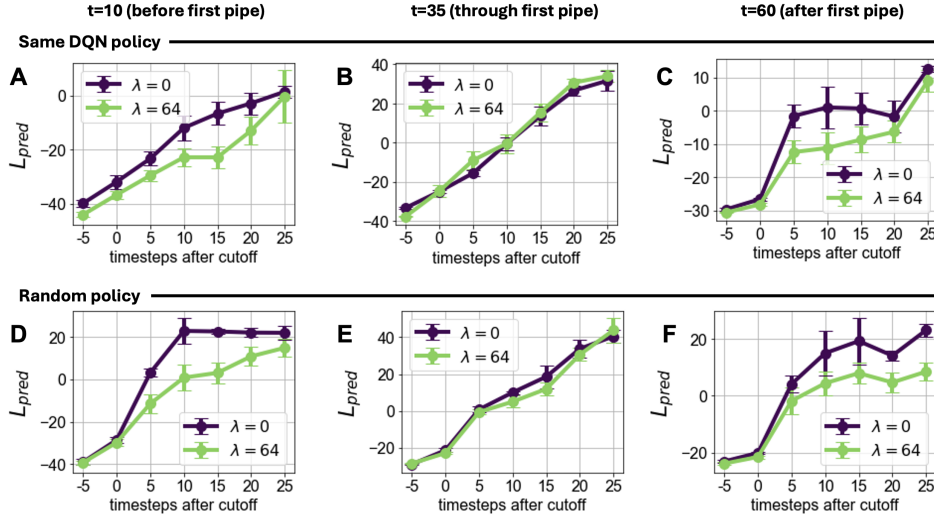 t=10 (before first pipe)
t=35 (through first pipe)
t=60 (after first pipe)
Same DQN policy
A
L_pred
0
-20
-40
λ = 0
λ = 64
-5 0 5 10 15 20 25
timesteps after cutoff
B
L_pred
40
20
0
-20
-40
λ = 0
λ = 64
-5 0 5 10 15 20 25
timesteps after cutoff
C
L_pred
10
0
-10
-20
-30
λ = 0
λ = 64
-5 0 5 10 15 20 25
timesteps after cutoff
Random policy
D
L_pred
20
0
-20
-40
λ = 0
λ = 64
-5 0 5 10 15 20 25
timesteps after cutoff
E
L_pred
40
20
0
-20
λ = 0
λ = 64
-5 0 5 10 15 20 25
timesteps after cutoff
F
L_pred
20
0
-20
λ = 0
λ = 64
-5 0 5 10 15 20 25
timesteps after cutoff